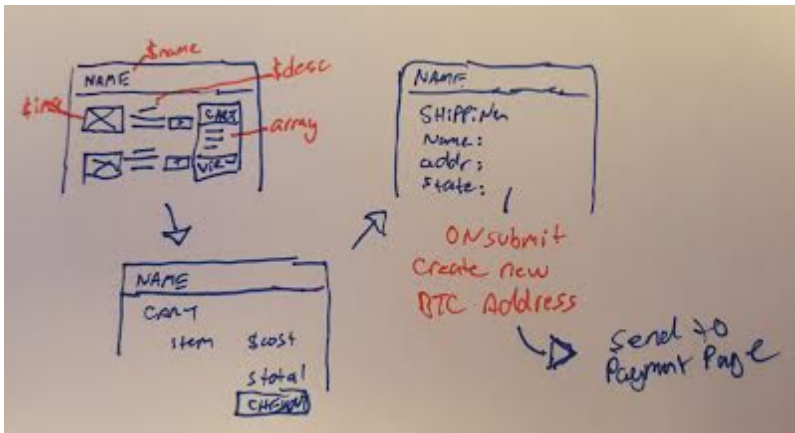 $name
NAME
$desc
$img
CART
array
VIEW
NAME
CART
item $cost
$total
CHECKOUT
NAME
SHIPPING
Name:
addr:
State:
ONsubmit
Create new
BTC Address
Send to
Payment Page